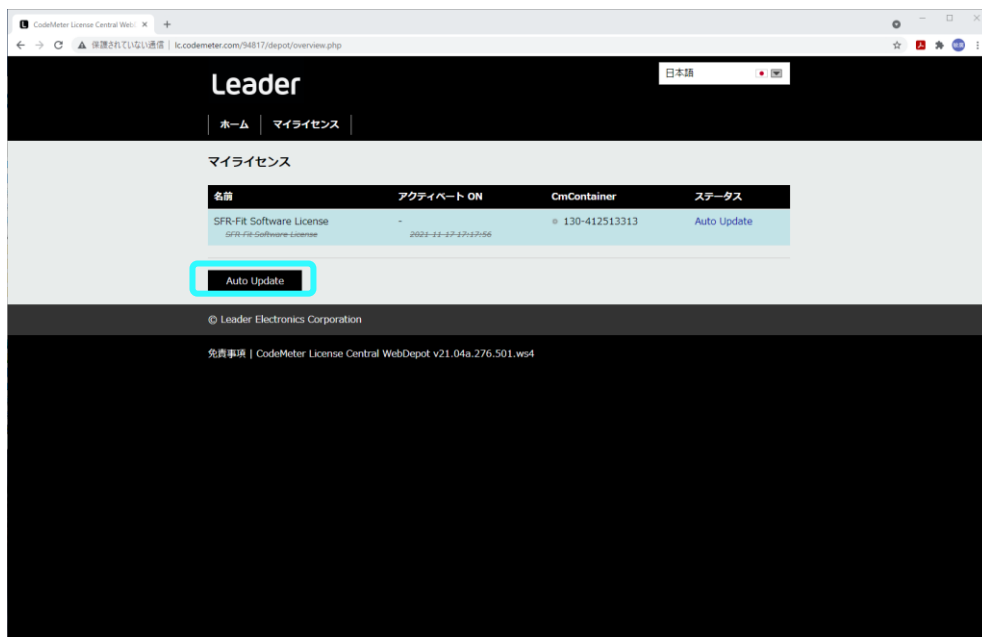 CodeMeter License Central WebD
保護されていない通信 | lc.codemeter.com/94817/depot/overview.php
Leader
日本語
ホーム マイライセンス
マイライセンス
名前 アクティベート ON CmContainer ステータス
SFR-Fit Software License - 130-412513313 Auto Update
SFR-Fit Software License 2021-11-17 17:17:56
Auto Update
© Leader Electronics Corporation
免責事項 | CodeMeter License Central WebDepot v21.04a.276.501.ws4